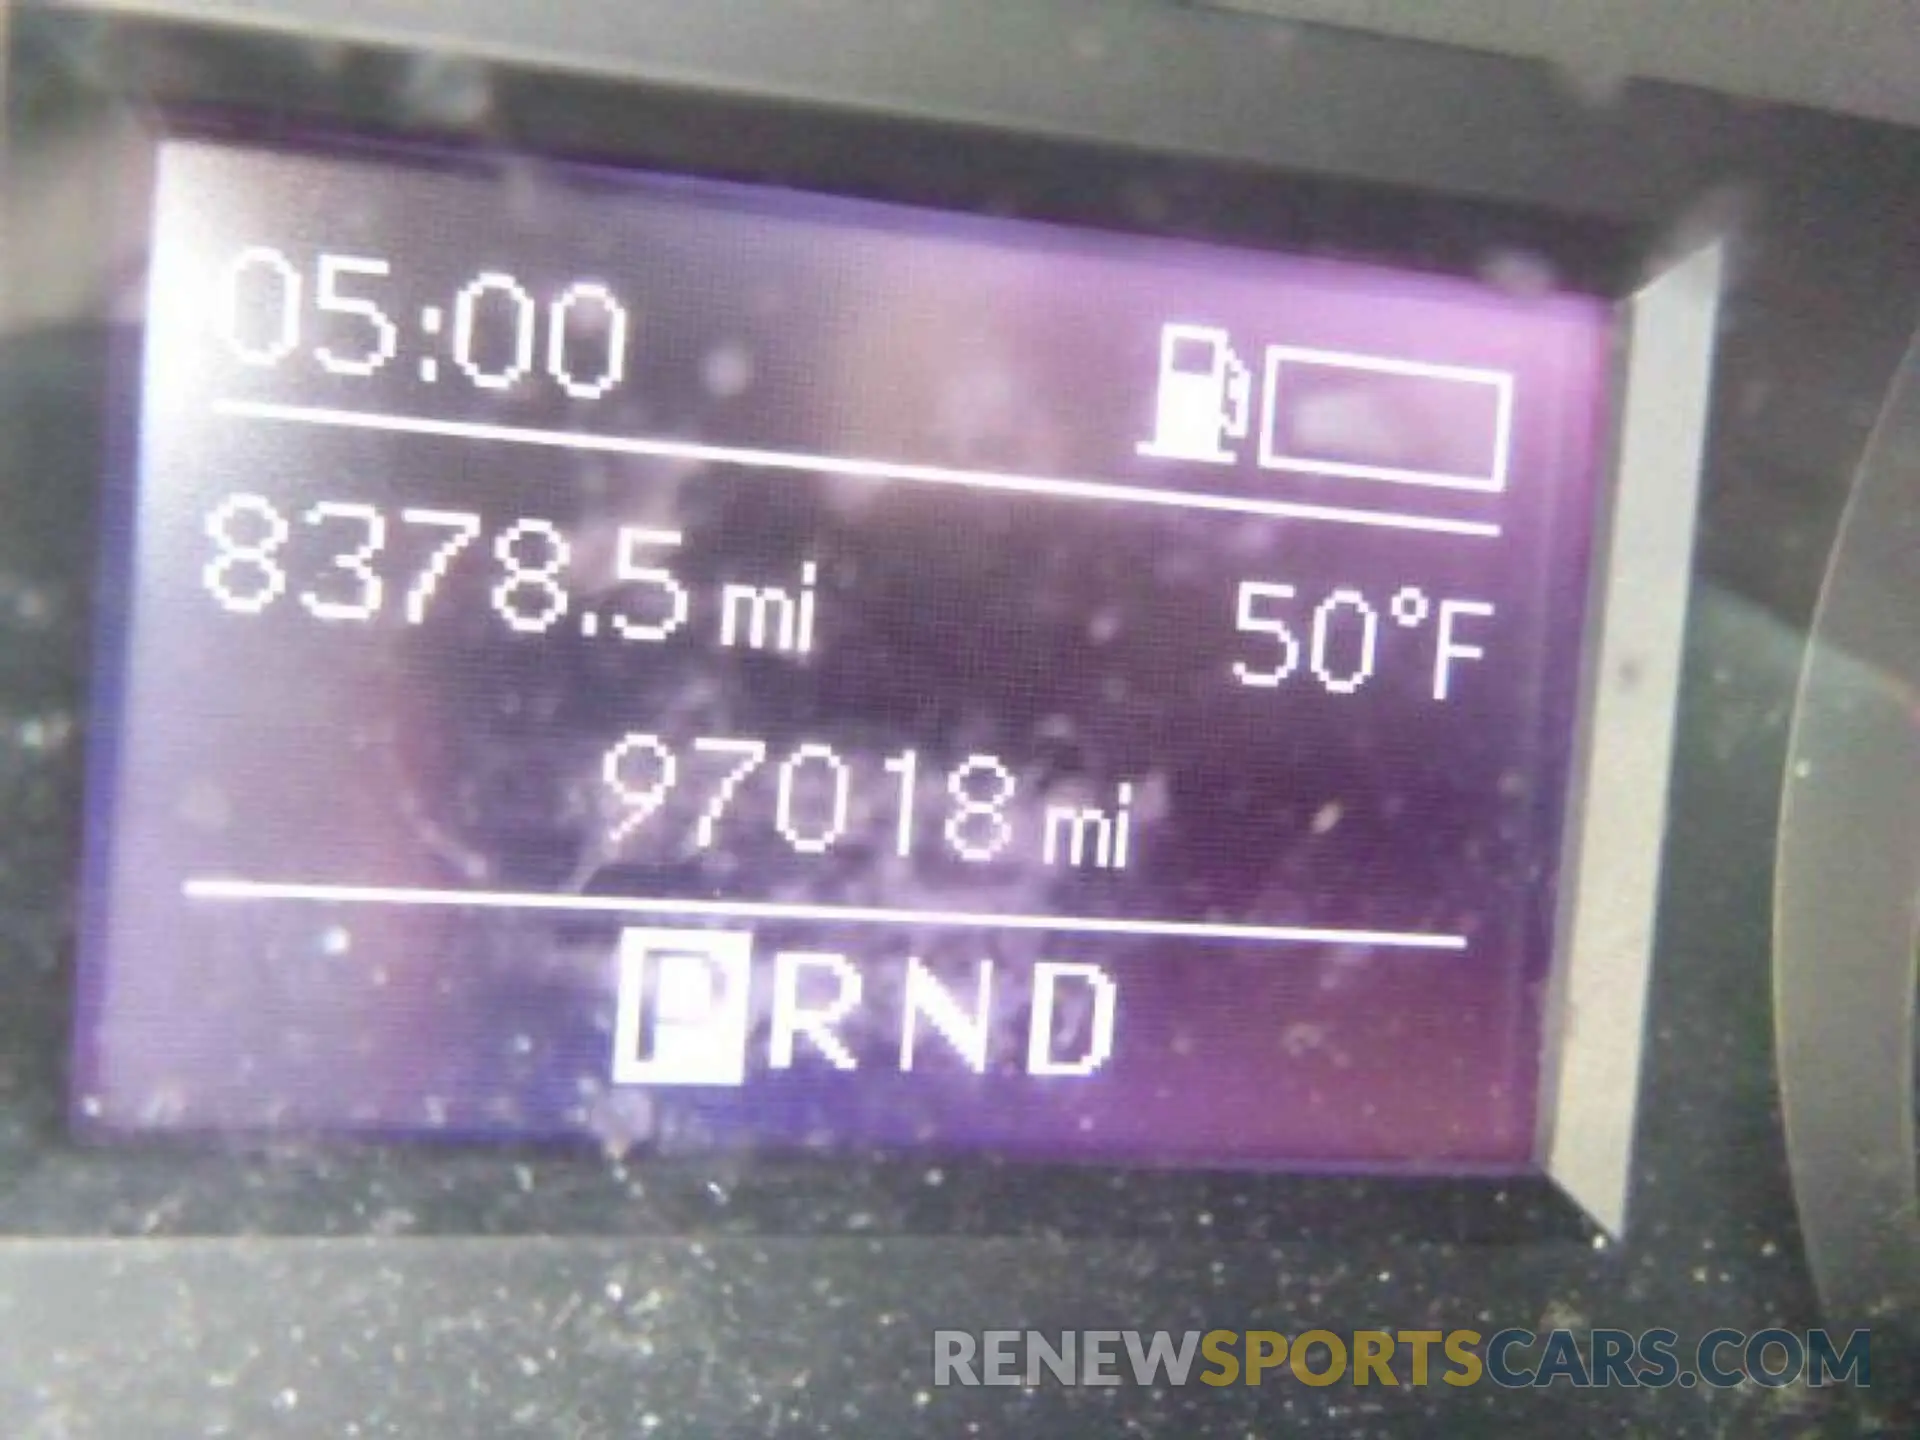 05:00
8378.5 mi 50°F
97018 mi
P R N D
RENEWSPORTSCARS.COM